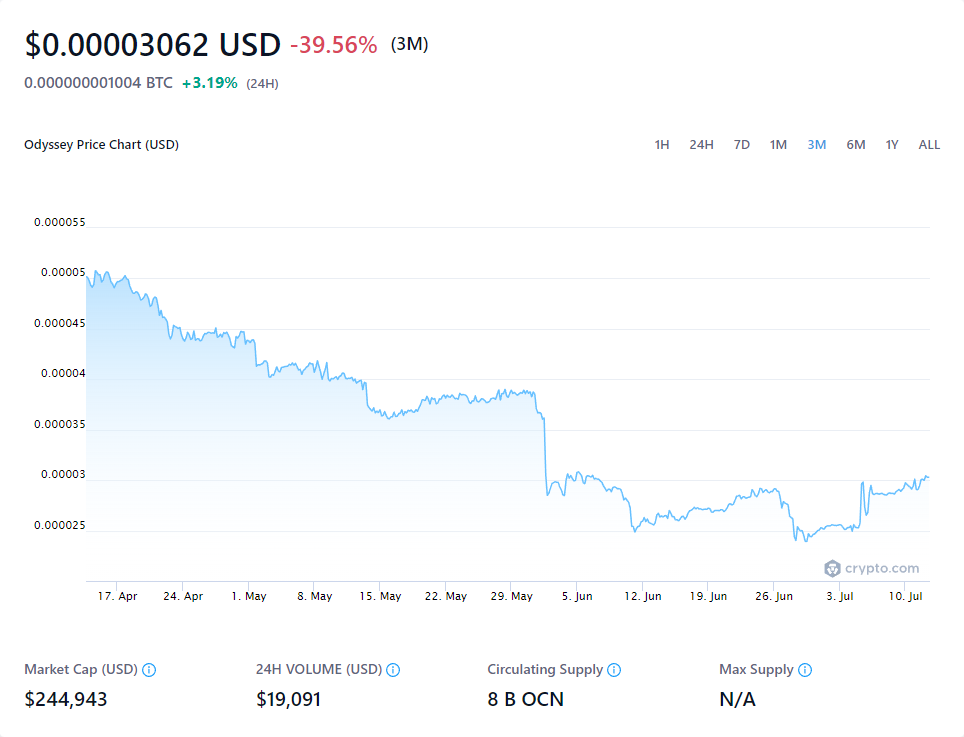 $0.00003062 USD -39.56% (3M)
0.000000001004 BTC +3.19% (24H)
Odyssey Price Chart (USD) 1H 24H 7D 1M 3M 6M 1Y ALL
0.000055
0.00005
0.000045
0.00004
0.000035
0.00003
0.000025
crypto.com
17. Apr 24. Apr 1. May 8. May 15. May 22. May 29. May 5. Jun 12. Jun 19. Jun 26. Jun 3. Jul 10. Jul
Market Cap (USD) 24H VOLUME (USD) Circulating Supply Max Supply
$244,943 $19,091 8 B OCN N/A